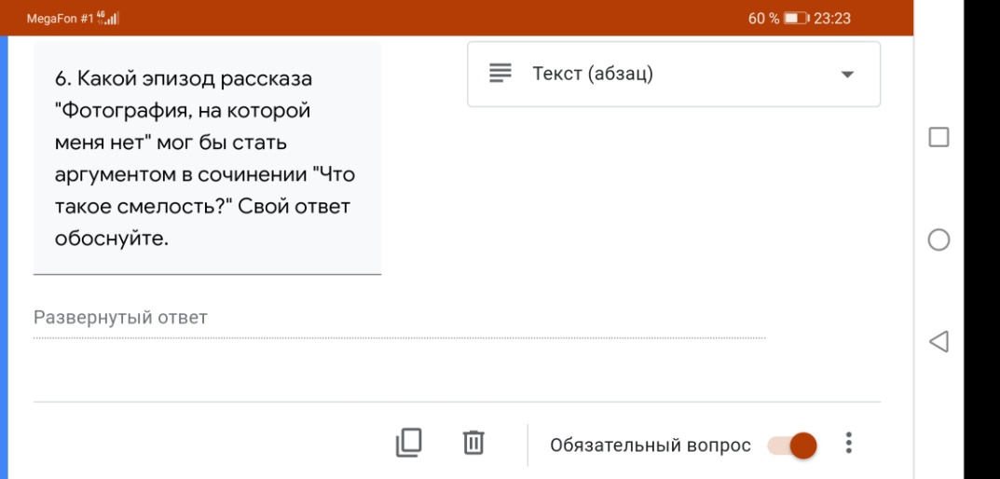 MegaFon #1 4G 60 % 23:23
6. Какой эпизод рассказа
"Фотография, на которой
меня нет" мог бы стать
аргументом в сочинении "Что
такое смелость?" Свой ответ
обоснуйте.
Текст (абзац)
Развернутый ответ
Обязательный вопрос